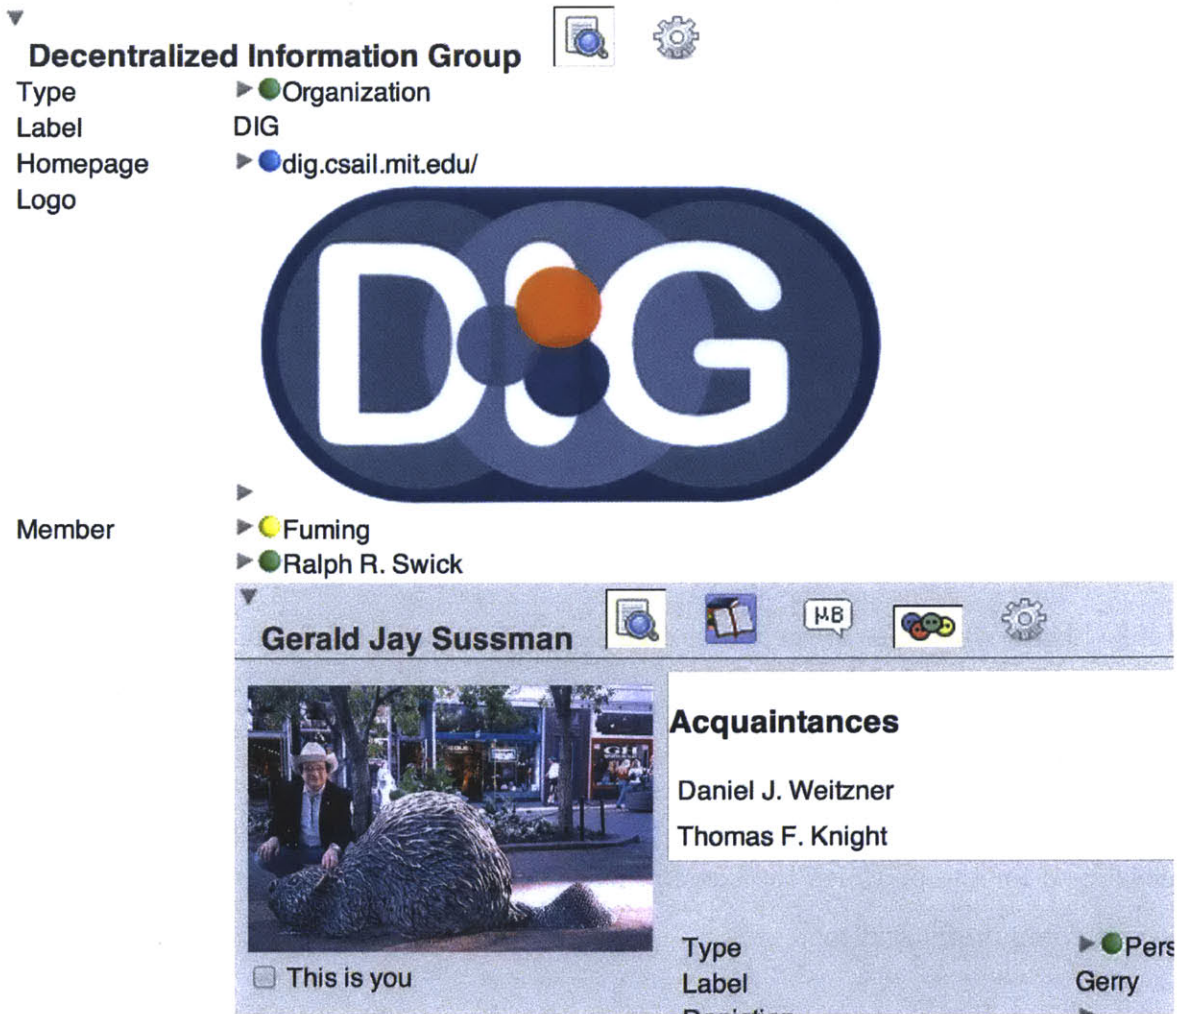 Decentralized Information Group
Type Organization
Label DIG
Homepage dig.csail.mit.edu/
Logo
DIG
Member Fuming
Ralph R. Swick
Gerald Jay Sussman
μB
Acquaintances
Daniel J. Weitzner
Thomas F. Knight
Type Pers
Label Gerry
This is you